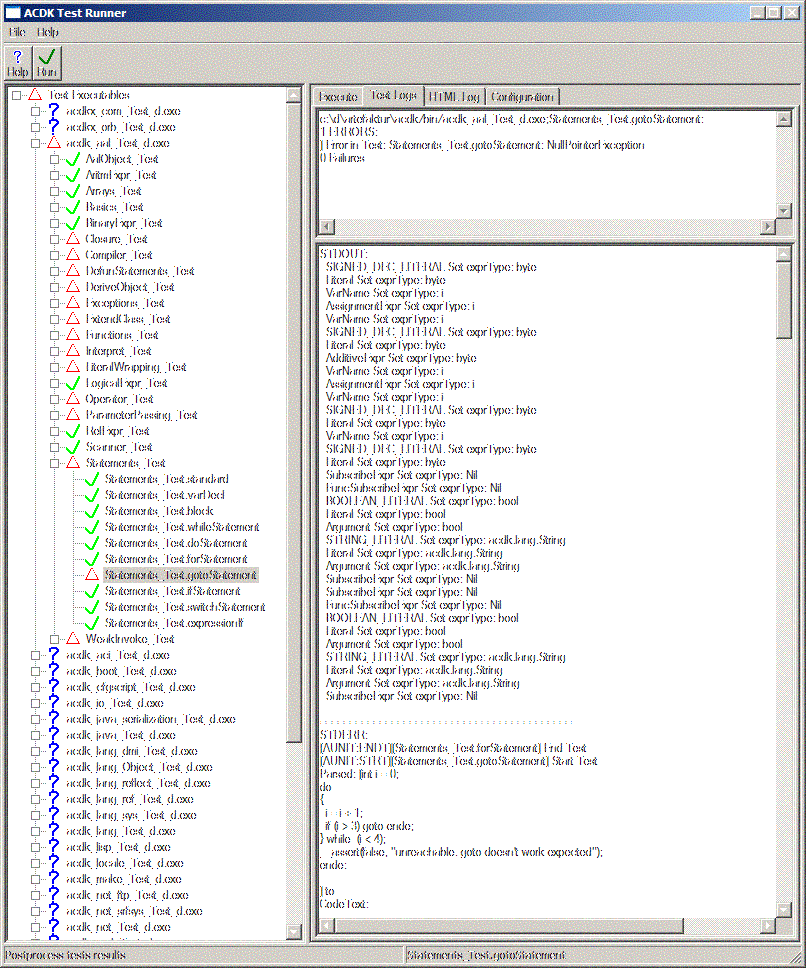 ACDK Test Runner
File Help
Help Run
Test Executables
acdkx_com_Test_d.exe
acdkx_orb_Test_d.exe
acdk_aal_Test_d.exe
AalObject_Test
AritmExpr_Test
Arrays_Test
Basics_Test
BinaryExpr_Test
Closure_Test
Compiler_Test
DefunStatements_Test
DeriveObject_Test
Exceptions_Test
ExtendClass_Test
Functions_Test
Interpret_Test
LiteralWrapping_Test
LogicalExpr_Test
Operator_Test
ParameterPassing_Test
RelExpr_Test
Scanner_Test
Statements_Test
Statements_Test.standard
Statements_Test.varDecl
Statements_Test.block
Statements_Test.whileStatement
Statements_Test.doStatement
Statements_Test.forStatement
Statements_Test.gotoStatement
Statements_Test.ifStatement
Statements_Test.switchStatement
Statements_Test.expressionIf
WeakInvoke_Test
acdk_aci_Test_d.exe
acdk_boot_Test_d.exe
acdk_cfgscript_Test_d.exe
acdk_io_Test_d.exe
acdk_java_serialization_Test_d.exe
acdk_java_Test_d.exe
acdk_lang_dmi_Test_d.exe
acdk_lang_Object_Test_d.exe
acdk_lang_reflect_Test_d.exe
acdk_lang_ref_Test_d.exe
acdk_lang_sys_Test_d.exe
acdk_lang_Test_d.exe
acdk_lisp_Test_d.exe
acdk_locale_Test_d.exe
acdk_make_Test_d.exe
acdk_net_ftp_Test_d.exe
acdk_net_srfsys_Test_d.exe
acdk_net_Test_d.exe
Execute Test Logs HTML Log Configuration
c:\d\artefaktur\acdk/bin/acdk_aal_Test_d.exe;Statements_Test.gotoStatement:
1 ERRORS:
] Error in Test: Statements_Test.gotoStatement: NullPointerException
0 Failures
STDOUT:
SIGNED_DEC_LITERAL Set exprType: byte
Literal Set exprType: byte
VarName Set exprType: i
AssignmentExpr Set exprType: i
VarName Set exprType: i
SIGNED_DEC_LITERAL Set exprType: byte
Literal Set exprType: byte
AdditiveExpr Set exprType: byte
VarName Set exprType: i
AssignmentExpr Set exprType: i
VarName Set exprType: i
SIGNED_DEC_LITERAL Set exprType: byte
Literal Set exprType: byte
VarName Set exprType: i
SIGNED_DEC_LITERAL Set exprType: byte
Literal Set exprType: byte
SubscribeExpr Set exprType: Nil
FuncSubscribeExpr Set exprType: Nil
BOOLEAN_LITERAL Set exprType: bool
Literal Set exprType: bool
Argument Set exprType: bool
STRING_LITERAL Set exprType: acdk.lang.String
Literal Set exprType: acdk.lang.String
Argument Set exprType: acdk.lang.String
SubscribeExpr Set exprType: Nil
SubscribeExpr Set exprType: Nil
FuncSubscribeExpr Set exprType: Nil
BOOLEAN_LITERAL Set exprType: bool
Literal Set exprType: bool
Argument Set exprType: bool
STRING_LITERAL Set exprType: acdk.lang.String
Literal Set exprType: acdk.lang.String
Argument Set exprType: acdk.lang.String
SubscribeExpr Set exprType: Nil
STDERR:
[AUNIT:ENDT][Statements_Test.forStatement] End Test
[AUNIT:STRT][Statements_Test.gotoStatement] Start Test
Parsed: [int i = 0;
do
{
i = i + 1;
if (i > 3) goto ende;
} while (i < 4);
assert(false, "unreachable. goto doesn't work expected");
ende:
] to
CodeText:
Postprocess tests results
Statements_Test.gotoStatement